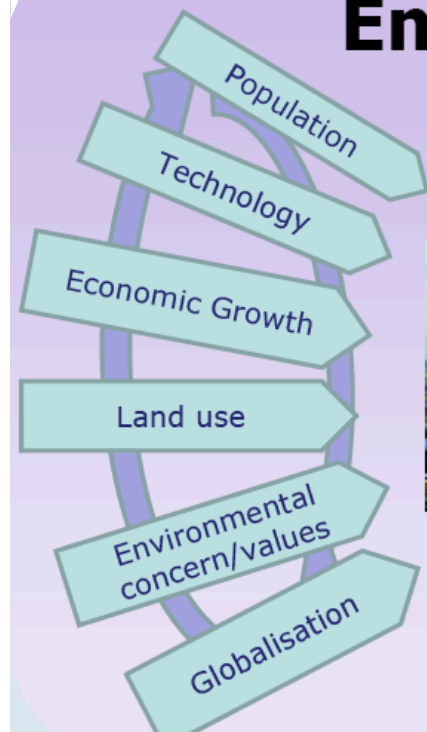 En
Population
Technology
Economic Growth
Land use
Environmental
concern/values
Globalisation